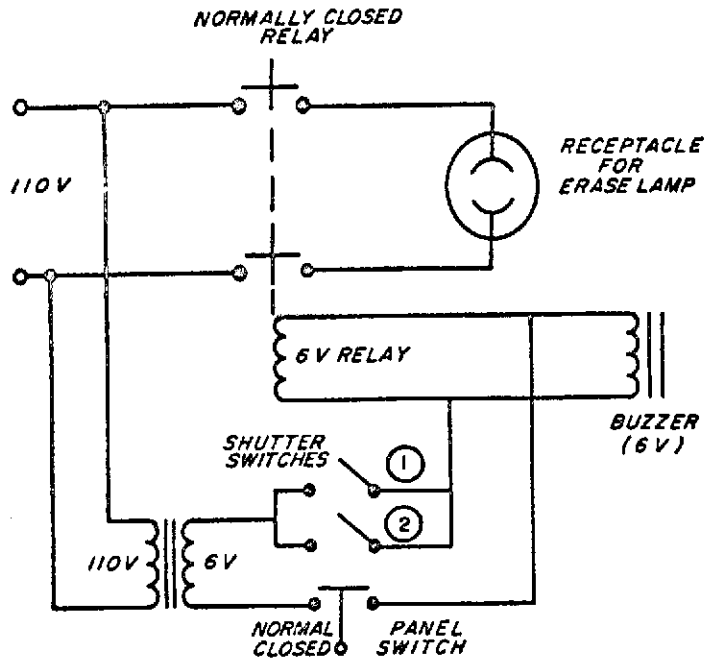 NORMALLY CLOSED
RELAY
110V
RECEPTACLE
FOR
ERASE LAMP
6V RELAY
BUZZER
(6V)
SHUTTER
SWITCHES
1
2
110V
6V
NORMAL
CLOSED
PANEL
SWITCH